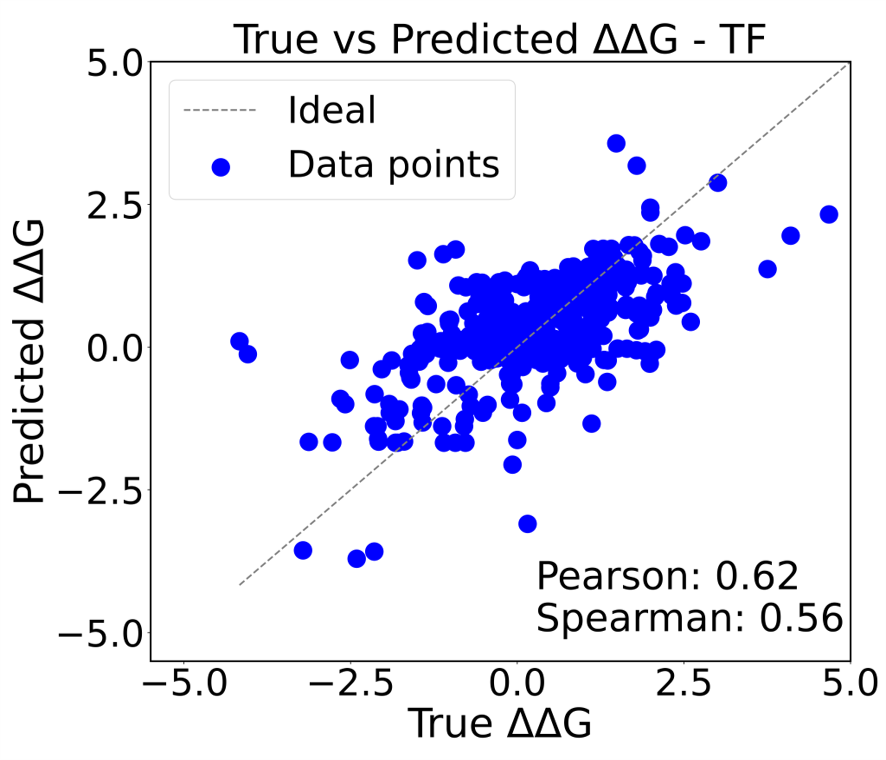 True vs Predicted ΔΔG - TF
Ideal
Data points
Predicted ΔΔG
5.0
2.5
0.0
−2.5
−5.0
Pearson: 0.62
Spearman: 0.56
−5.0 −2.5 0.0 2.5 5.0
True ΔΔG